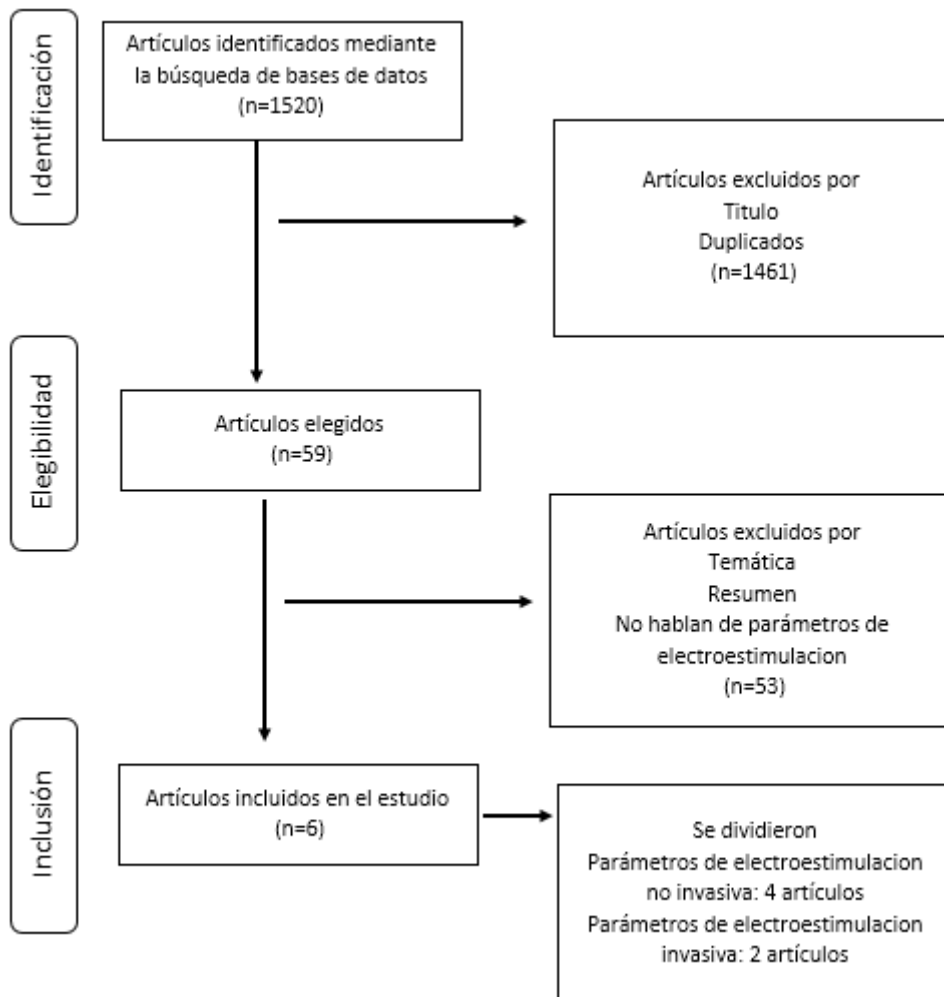 Identificación
Artículos identificados mediante
la búsqueda de bases de datos
(n=1520)
Artículos excluidos por
Titulo
Duplicados
(n=1461)
Elegibilidad
Artículos elegidos
(n=59)
Artículos excluidos por
Temática
Resumen
No hablan de parámetros de
electroestimulacion
(n=53)
Inclusión
Artículos incluidos en el estudio
(n=6)
Se dividieron
Parámetros de electroestimulacion
no invasiva: 4 artículos
Parámetros de electroestimulacion
invasiva: 2 artículos